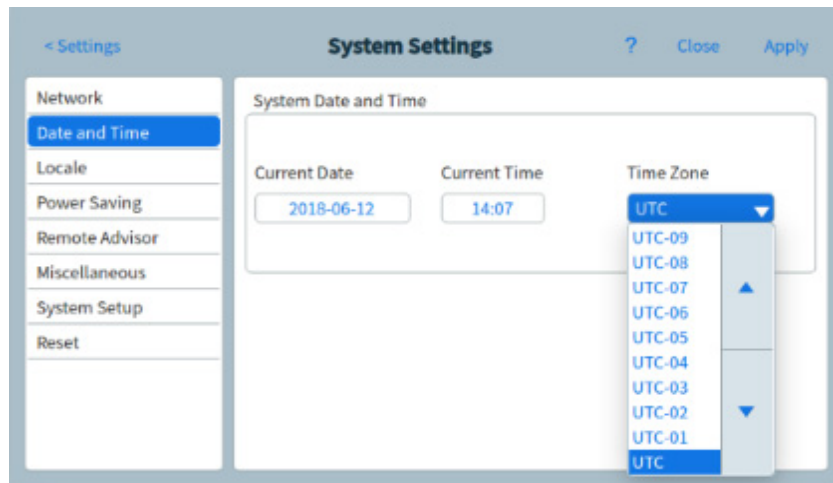 < Settings System Settings ? Close Apply
Network
Date and Time
Locale
Power Saving
Remote Advisor
Miscellaneous
System Setup
Reset
System Date and Time
Current Date Current Time Time Zone
2018-06-12 14:07 UTC
UTC-09
UTC-08
UTC-07
UTC-06
UTC-05
UTC-04
UTC-03
UTC-02
UTC-01
UTC